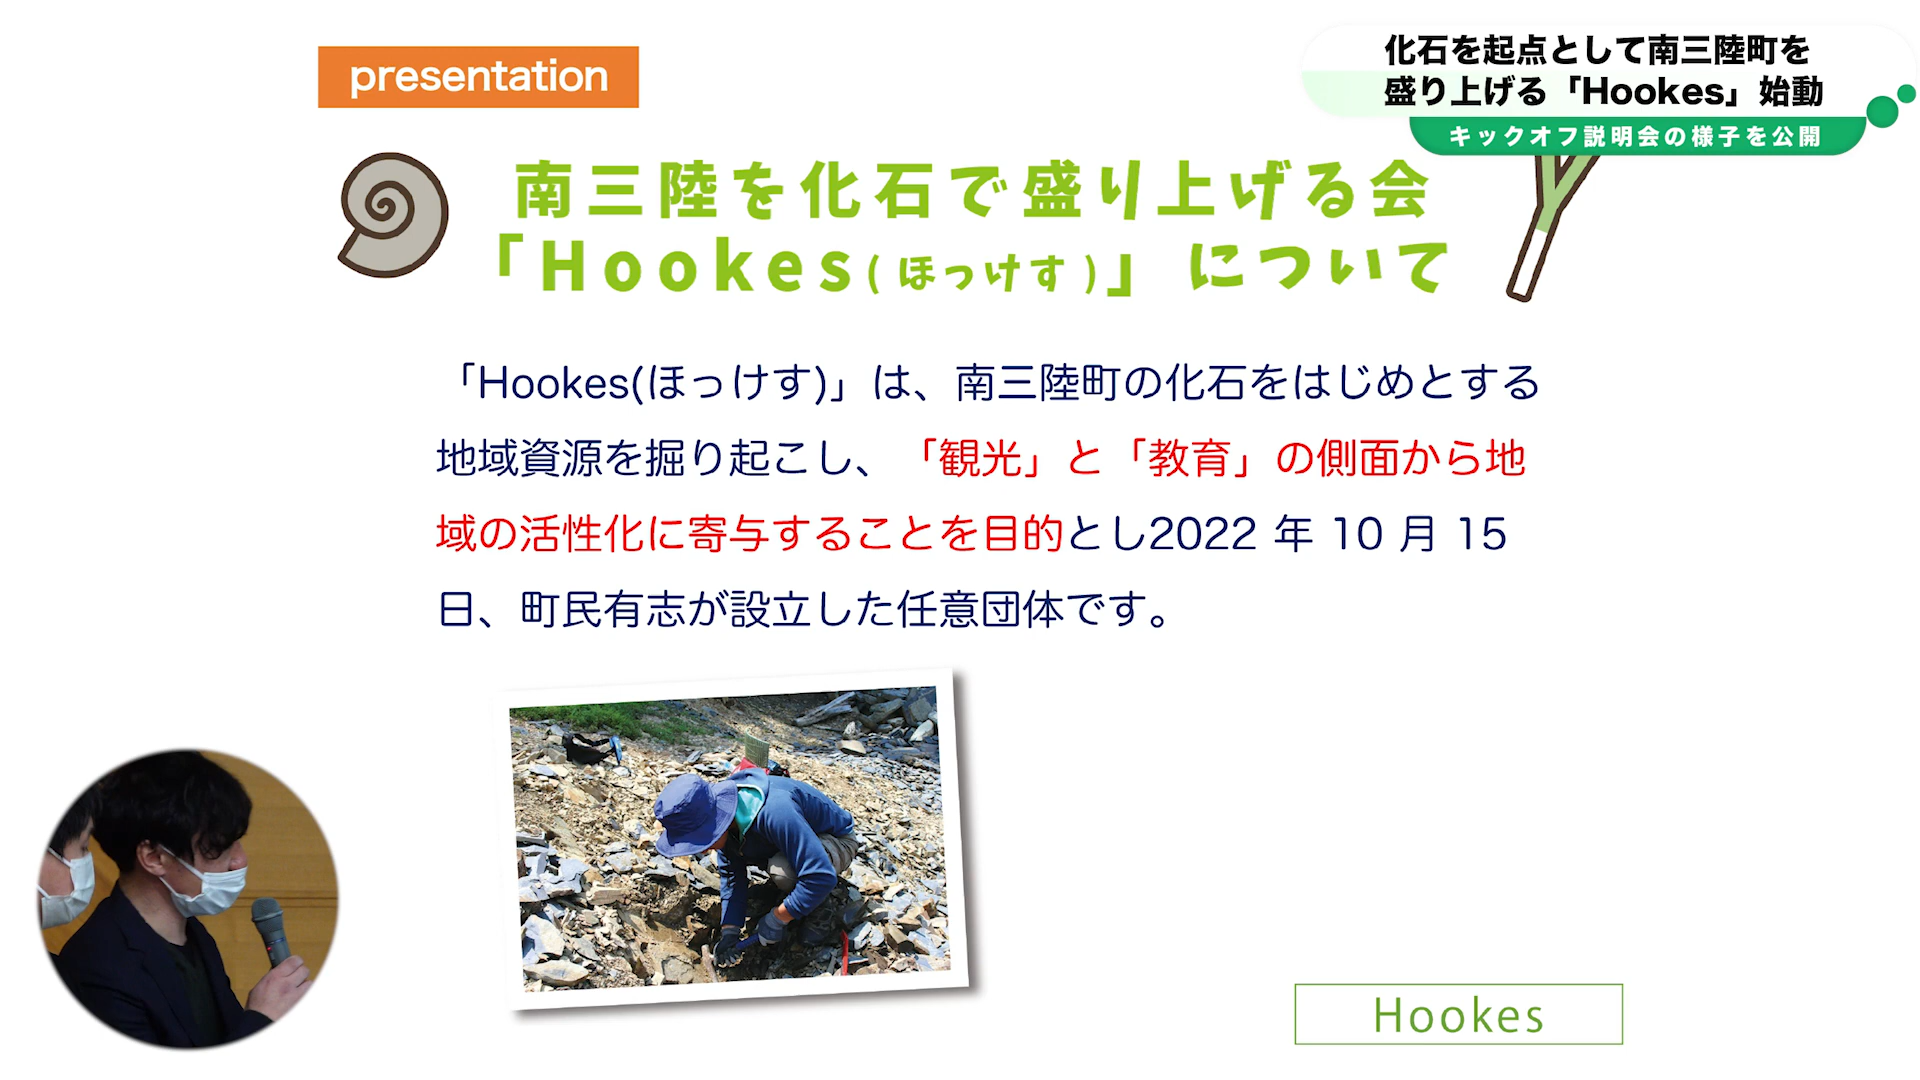 presentation
化石を起点として南三陸町を
盛り上げる「Hookes」始動
キックオフ説明会の様子を公開
南三陸を化石で盛り上げる会
「Hookes(ほっけす)」について
「Hookes(ほっけす)」は、南三陸町の化石をはじめとする
地域資源を掘り起こし、「観光」と「教育」の側面から地
域の活性化に寄与することを目的とし2022 年 10 月 15
日、町民有志が設立した任意団体です。
Hookes